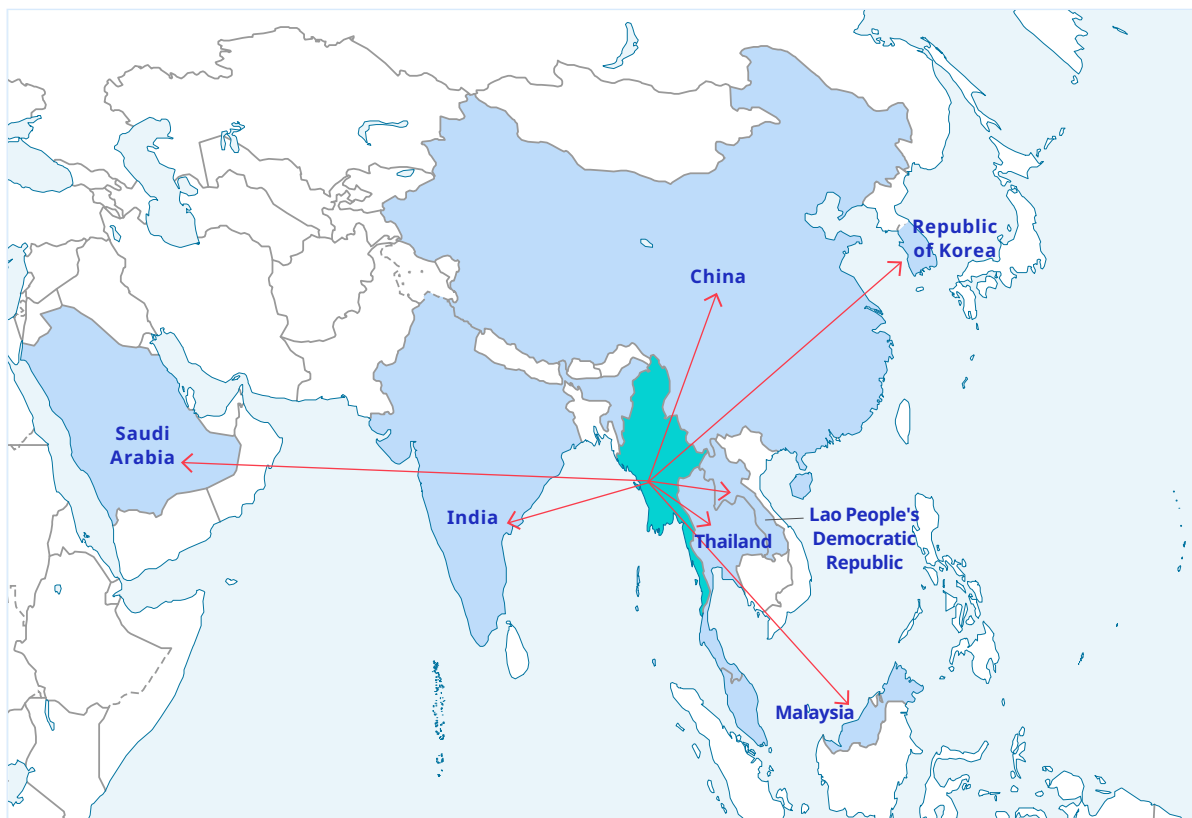 Republic
of Korea
China
Saudi
Arabia
India
Lao People's
Democratic
Republic
Thailand
Malaysia